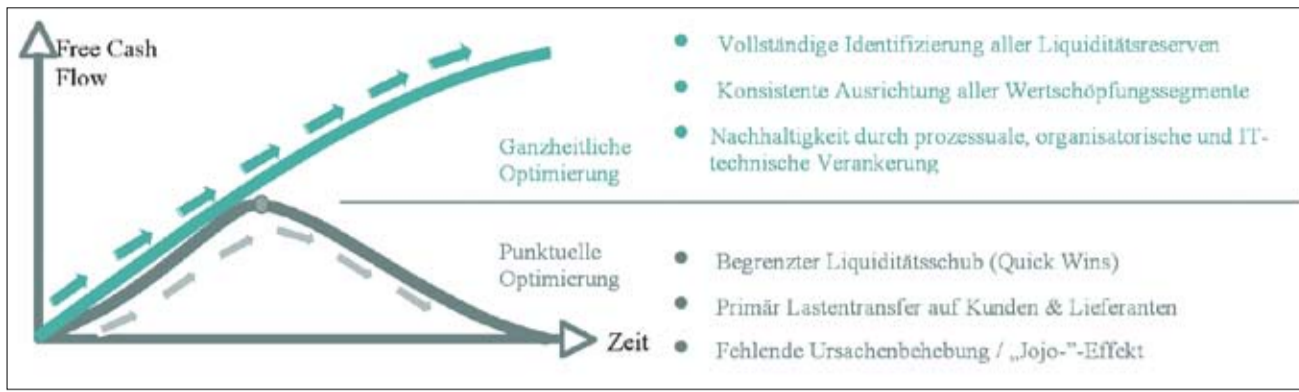 Free Cash
Flow
Zeit
Ganzheitliche
Optimierung
● Vollständige Identifizierung aller Liquiditätsreserven
● Konsistente Ausrichtung aller Wertschöpfungssegmente
● Nachhaltigkeit durch prozessuale, organisatorische und IT-
technische Verankerung
Punktuelle
Optimierung
● Begrenzter Liquiditätsschub (Quick Wins)
● Primär Lastentransfer auf Kunden & Lieferanten
● Fehlende Ursachenbehebung / „Jojo-"-Effekt